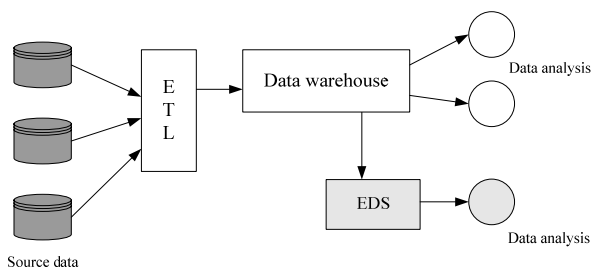 E
T
L
Data warehouse
Data analysis
EDS
Source data
Data analysis